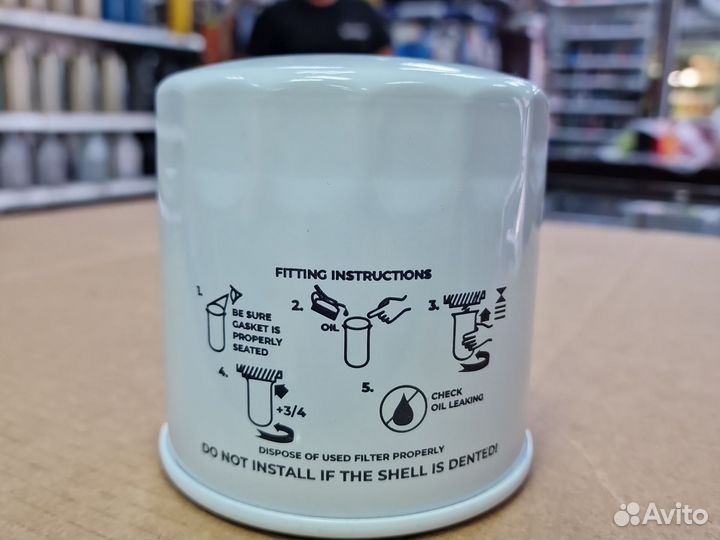 FITTING INSTRUCTIONS
1.
BE SURE
GASKET IS
PROPERLY
SEATED
2.
OIL
3.
4.
+3/4
5.
CHECK
OIL LEAKING
DISPOSE OF USED FILTER PROPERLY
DO NOT INSTALL IF THE SHELL IS DENTED!
Avito